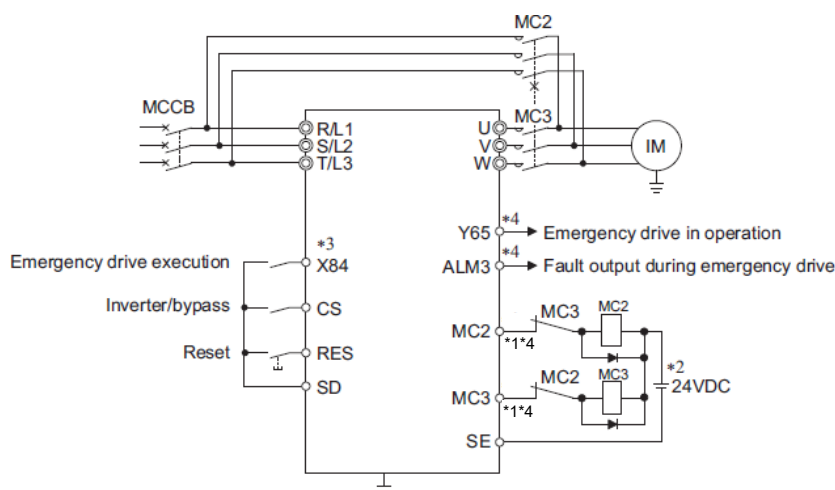 MC2
MCCB
MC3
R/L1
S/L2
T/L3
U
V
W
IM
Y65
*4
Emergency drive in operation
ALM3
*4
Fault output during emergency drive
*3
Emergency drive execution
X84
Inverter/bypass
CS
Reset
RES
SD
MC2
*1*4
MC3
MC2
MC3
*1*4
MC2
MC3
*2
24VDC
SE